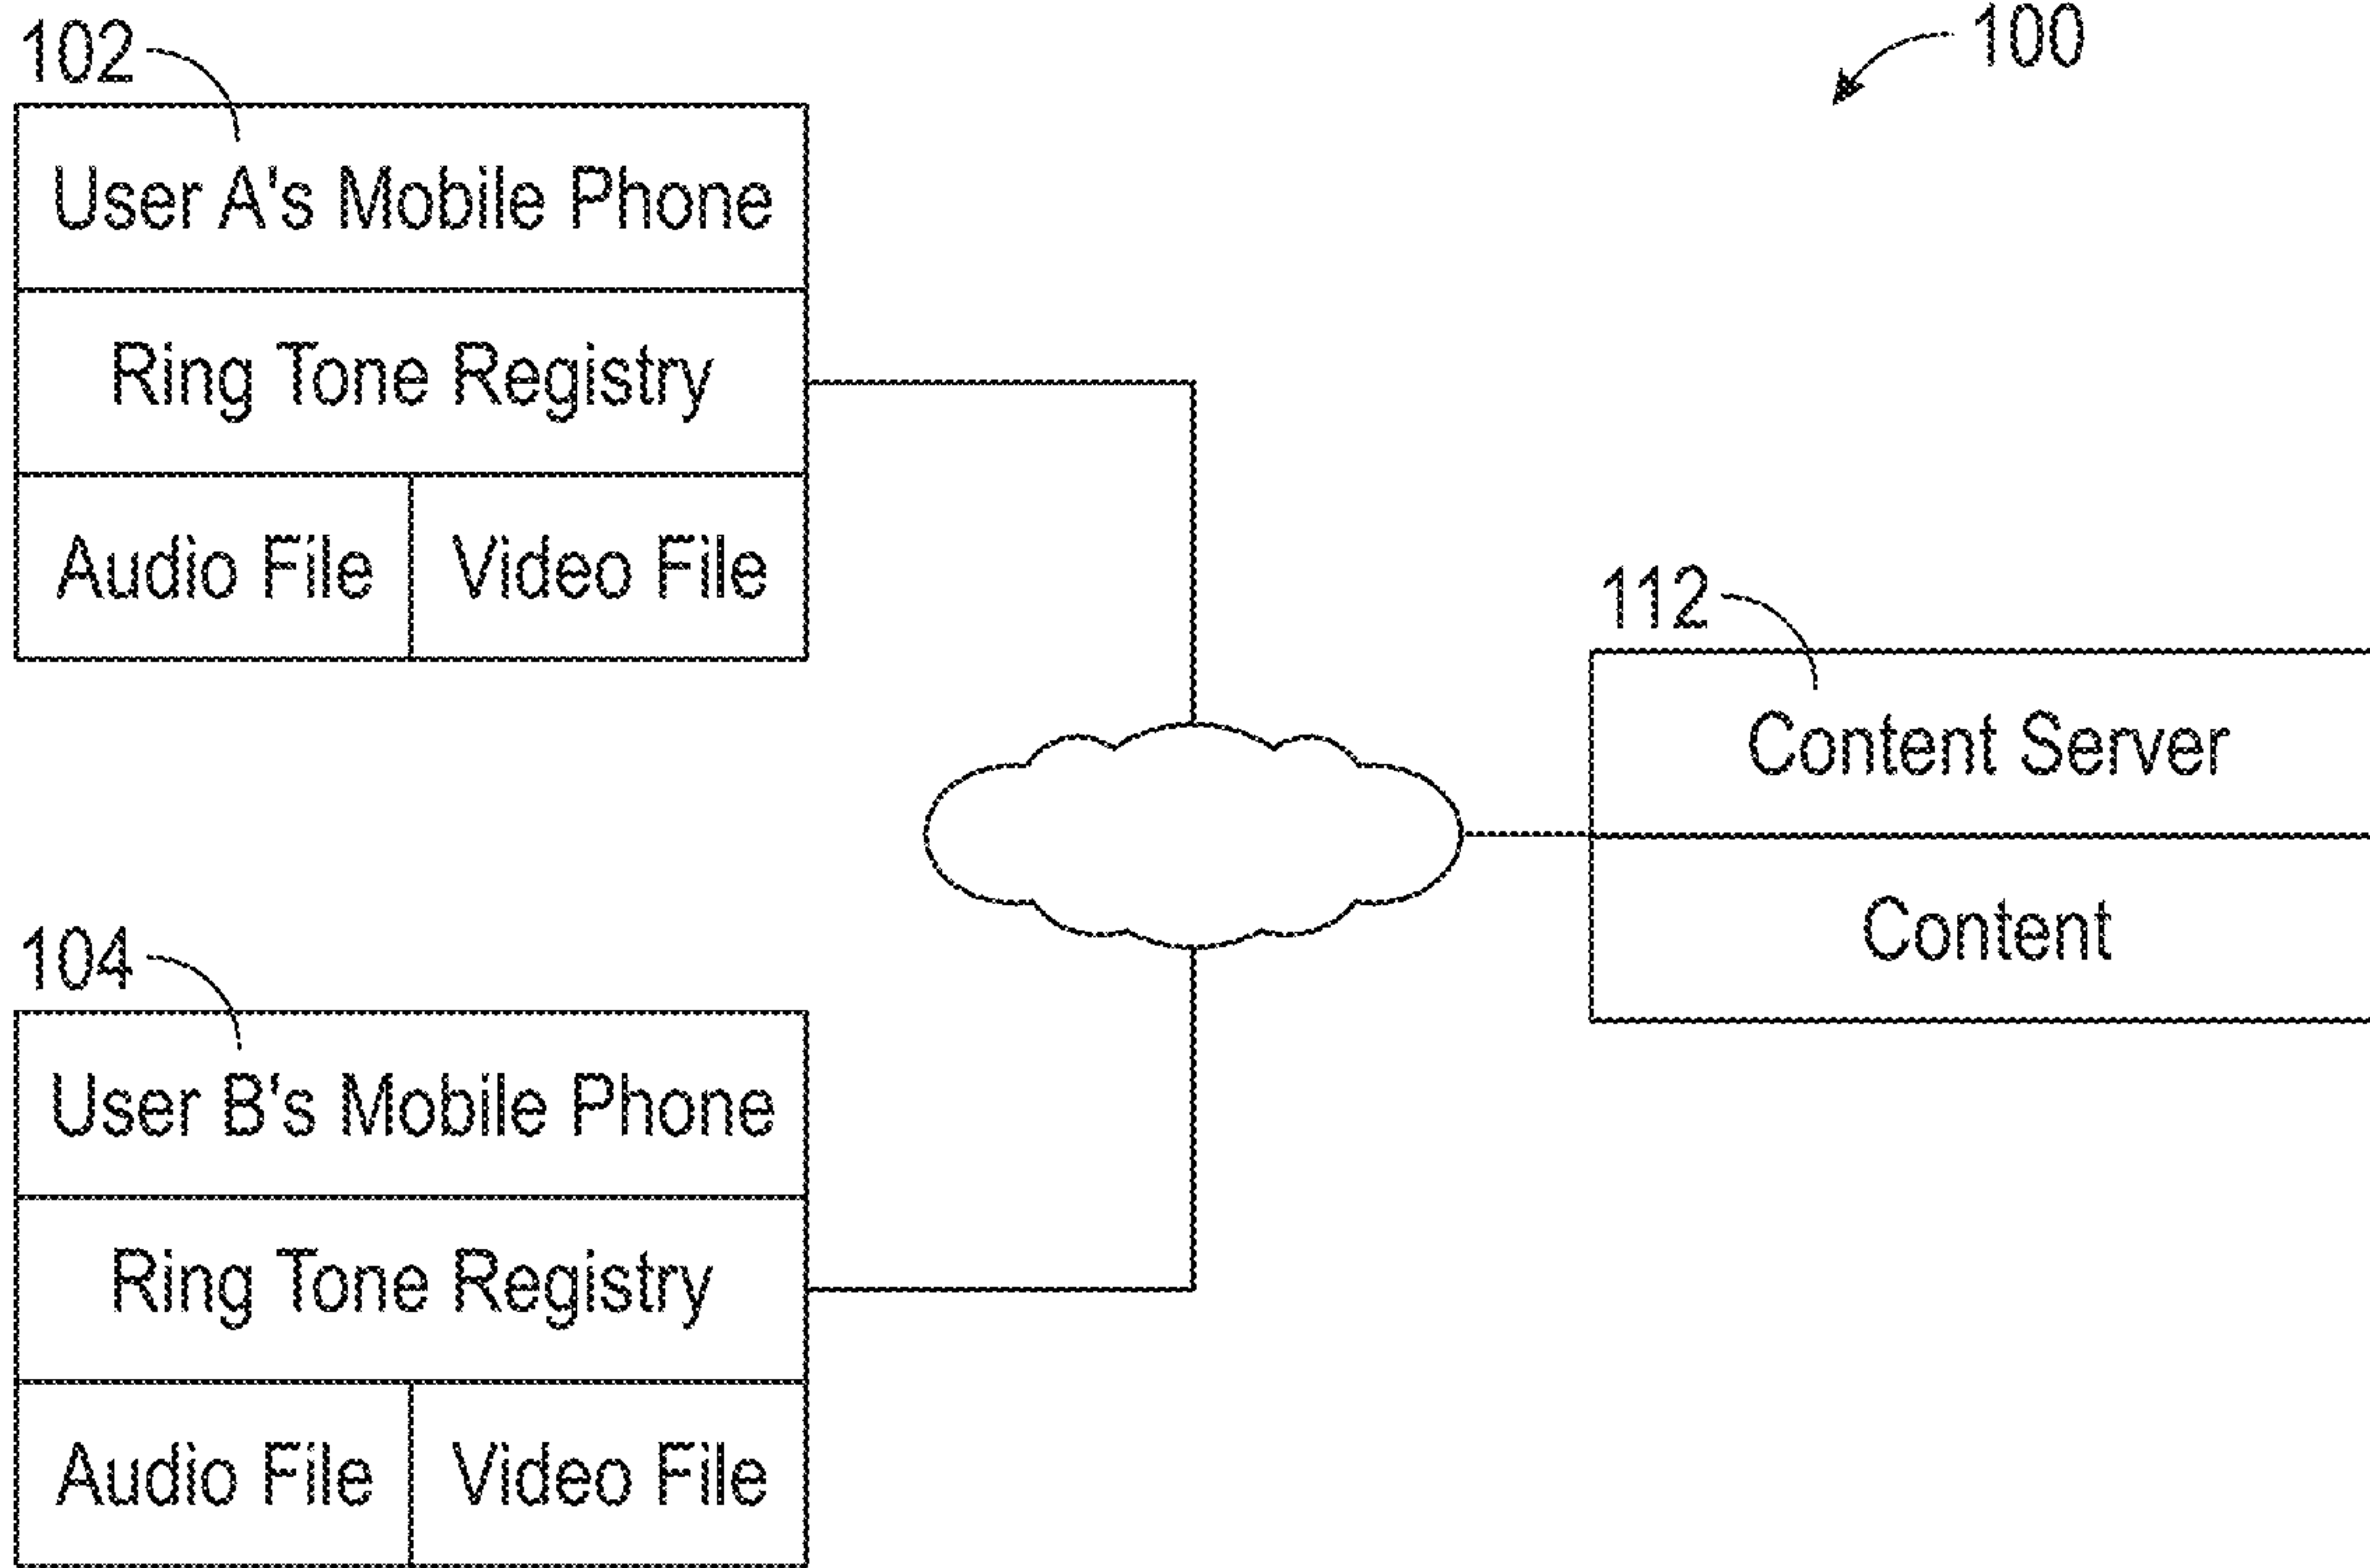 102
100
User A's Mobile Phone
Ring Tone Registry
Audio File
Video File
112
Content Server
Content
104
User B's Mobile Phone
Ring Tone Registry
Audio File
Video File